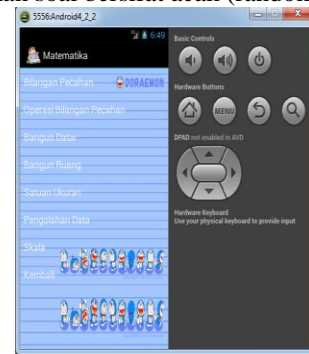 5556:Android4_2_2
6:49
Matematika
Bilangan Pecahan
DORAEMON
Operasi Bilangan Pecahan
Bangun Datar
Bangun Ruang
Satuan Ukuran
Pengolahan Data
Skala
Kembali
Basic Controls
Hardware Buttons
MENU
DPAD not enabled in AVD
Hardware Keyboard
Use your physical keyboard to provide input